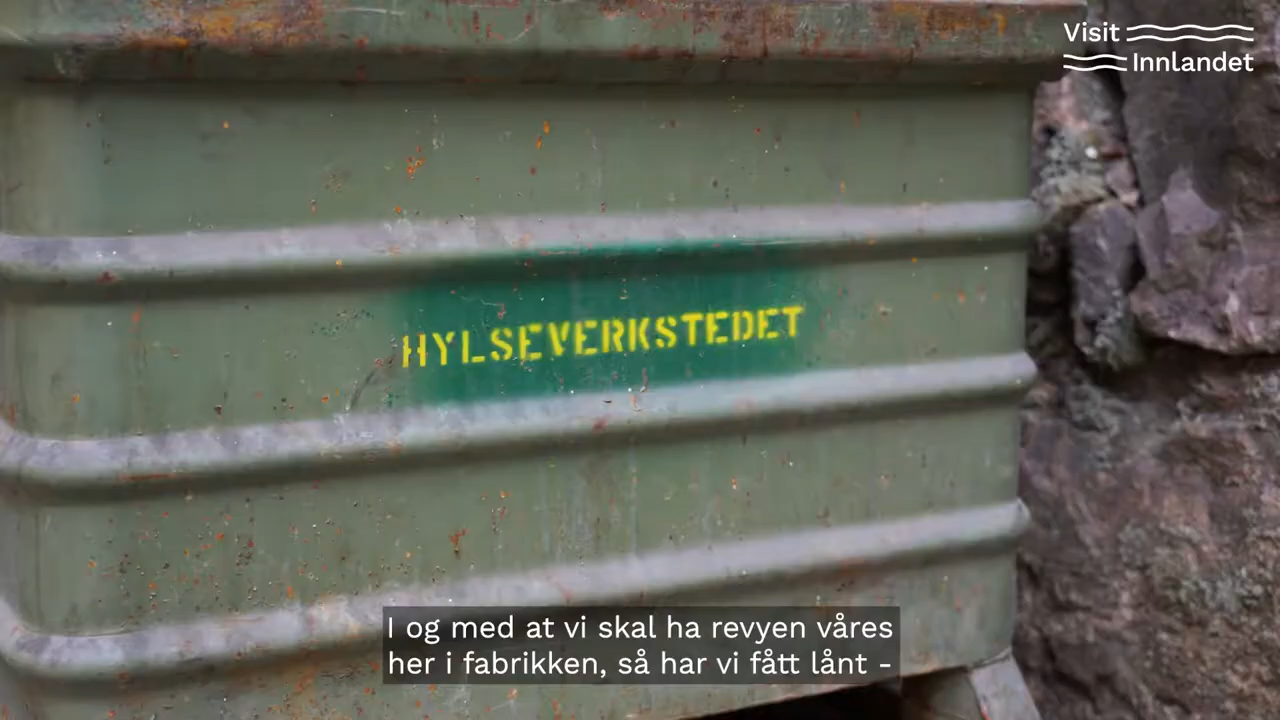 Visit
Innlandet
HYLSEVERKSTEDET
I og med at vi skal ha revyen våres
her i fabrikken, så har vi fått lånt -